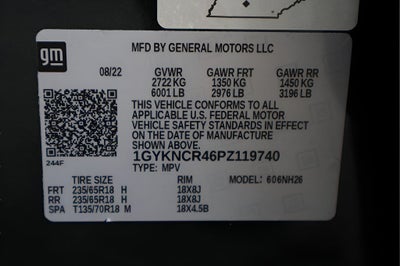 gm
MFD BY GENERAL MOTORS LLC
08/22 GVWR GAWR FRT GAWR RR
2722 KG 1350 KG 1450 KG
6001 LB 2976 LB 3196 LB
THIS VEHICLE CONFORMS TO ALL
APPLICABLE U.S. FEDERAL MOTOR
VEHICLE SAFETY STANDARDS IN EFFECT
ON THE DATE OF MANUFACTURE
SHOWN ABOVE.
1GYKNCR46PZ119740
244F
TYPE: MPV
TIRE SIZE RIM MODEL: 606NH26
FRT 235/65R18 H 18X8J
RR 235/65R18 H 18X8J
SPA T135/70R18 M 18X4.5B